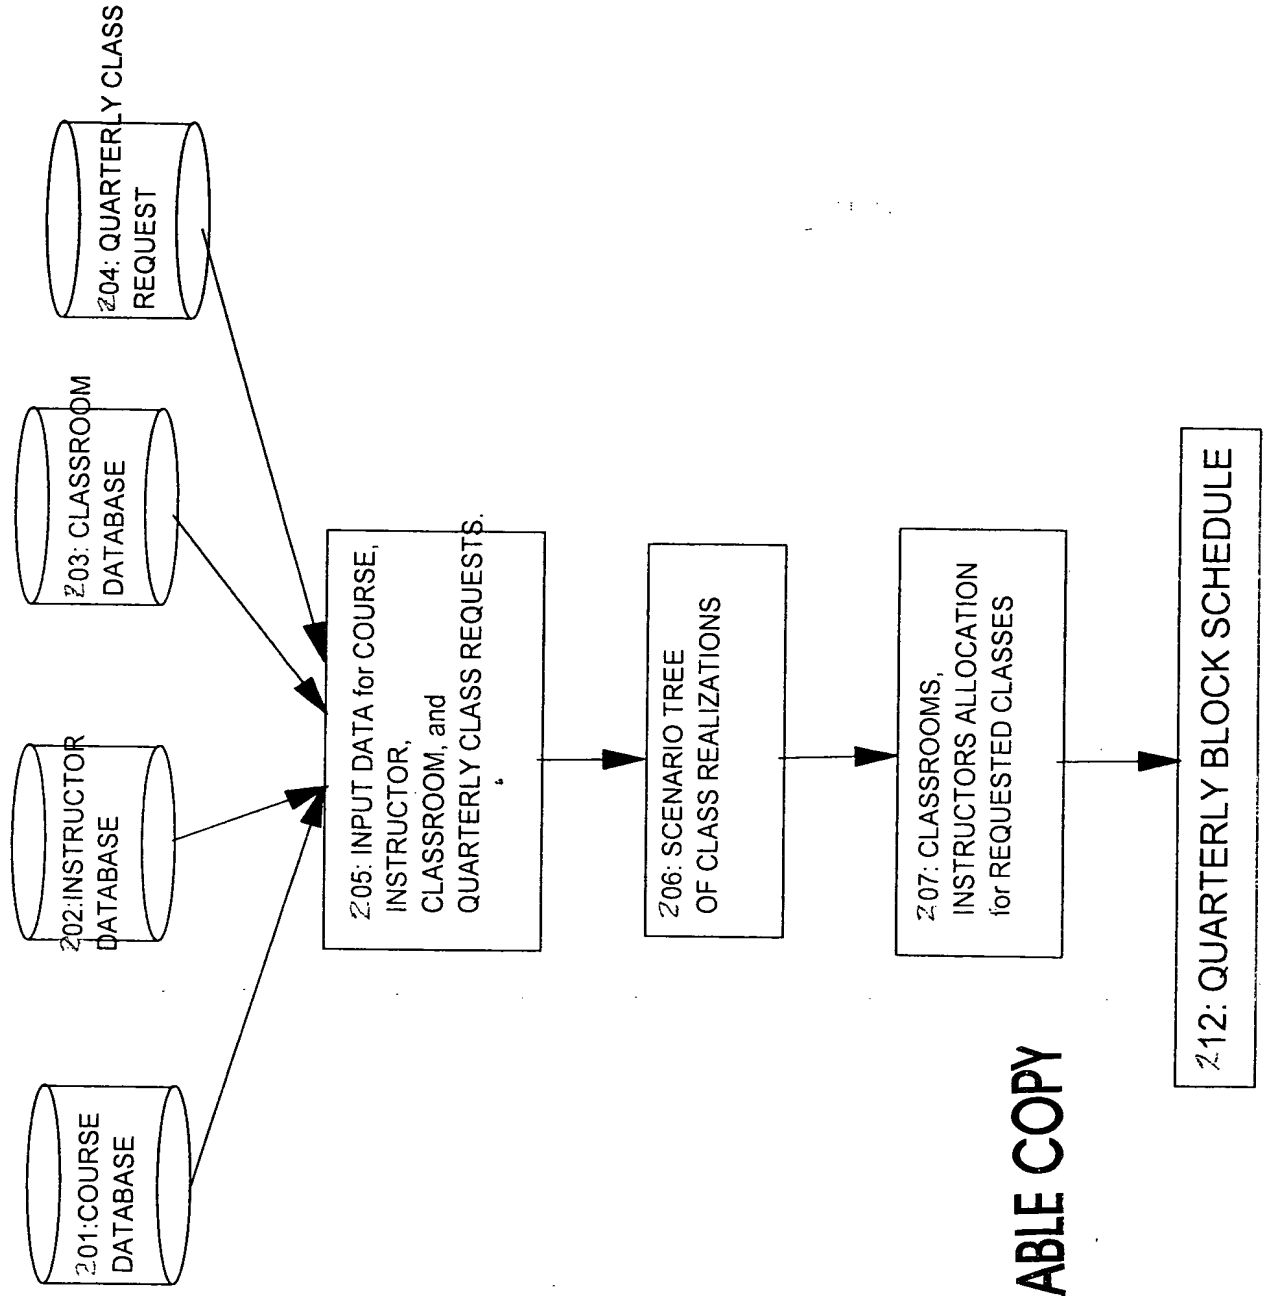 201:COURSE
DATABASE
202:INSTRUCTOR
DATABASE
203: CLASSROOM
DATABASE
204: QUARTERLY CLASS
REQUEST
205: INPUT DATA for COURSE,
INSTRUCTOR,
CLASSROOM, and
QUARTERLY CLASS REQUESTS.
206: SCENARIO TREE
OF CLASS REALIZATIONS
207: CLASSROOMS,
INSTRUCTORS ALLOCATION
for REQUESTED CLASSES
212: QUARTERLY BLOCK SCHEDULE
ABLE COPY